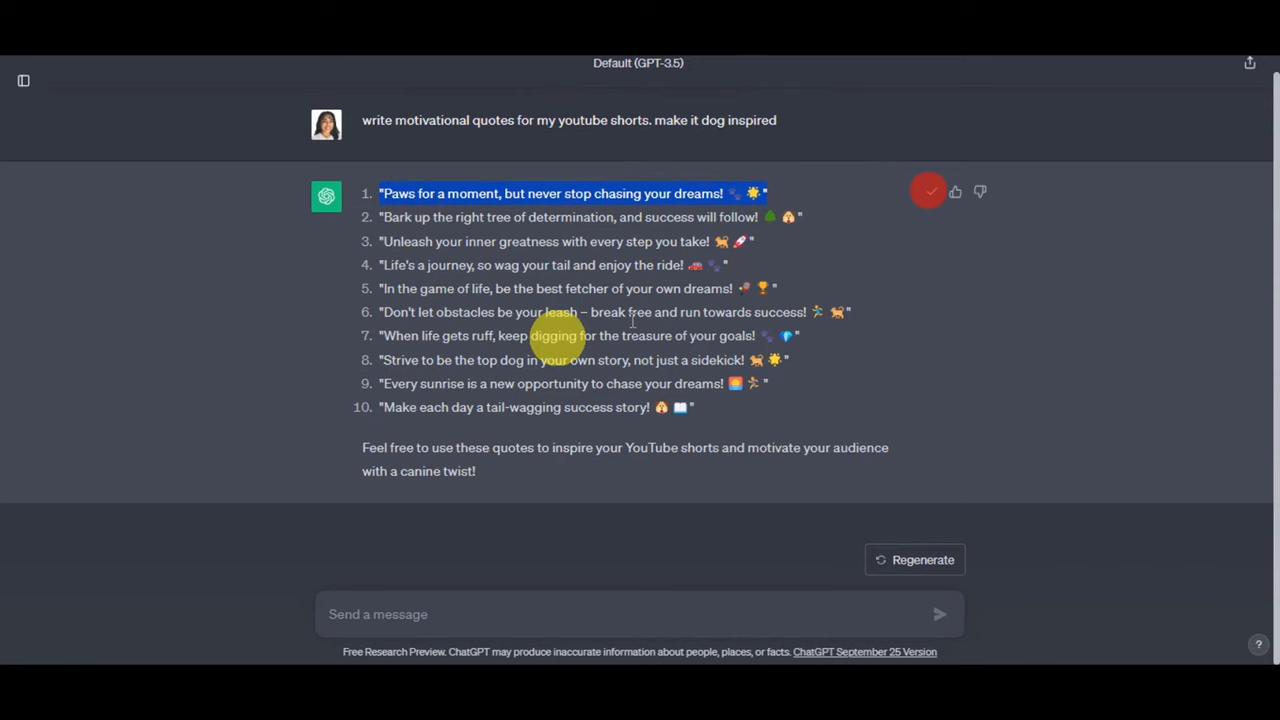 Default (GPT-3.5)
write motivational quotes for my youtube shorts. make it dog inspired
1. "Paws for a moment, but never stop chasing your dreams! 🐾 🌟"
2. "Bark up the right tree of determination, and success will follow! 🌳 🐶"
3. "Unleash your inner greatness with every step you take! 🐕 🚀"
4. "Life's a journey, so wag your tail and enjoy the ride! 🚗 🐾"
5. "In the game of life, be the best fetcher of your own dreams! 🎾 🏆"
6. "Don't let obstacles be your leash – break free and run towards success! 🏃 🐕"
7. "When life gets ruff, keep digging for the treasure of your goals! 🐾 💎"
8. "Strive to be the top dog in your own story, not just a sidekick! 🐕 🌟"
9. "Every sunrise is a new opportunity to chase your dreams! 🌅 🏃"
10. "Make each day a tail-wagging success story! 🐶 📖"
Feel free to use these quotes to inspire your YouTube shorts and motivate your audience
with a canine twist!
Regenerate
Send a message
Free Research Preview. ChatGPT may produce inaccurate information about people, places, or facts. ChatGPT September 25 Version
?